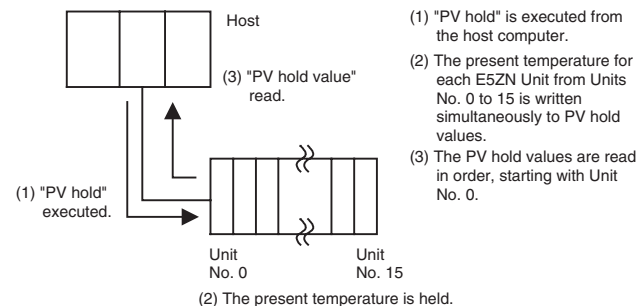 Host
(3) "PV hold value"
read.
(1) "PV hold"
executed.
Unit
No. 0
Unit
No. 15
(2) The present temperature is held.
(1) "PV hold" is executed from
the host computer.
(2) The present temperature for
each E5ZN Unit from Units
No. 0 to 15 is written
simultaneously to PV hold
values.
(3) The PV hold values are read
in order, starting with Unit
No. 0.